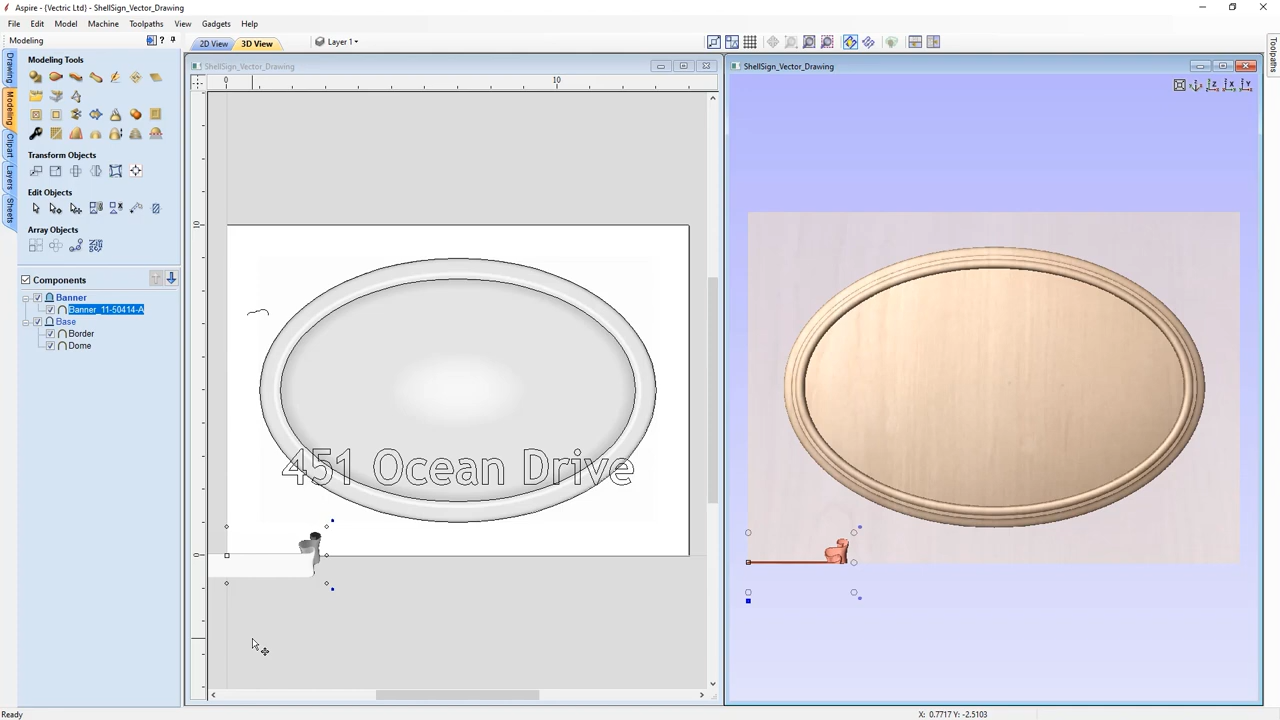 Aspire - {Vectric Ltd} - ShellSign_Vector_Drawing
File Edit Model Machine Toolpaths View Gadgets Help
Modeling ?
2D View 3D View Layer 1
Toolpaths
Drawing
Modeling
Clipart
Layers
Sheets
Modeling Tools
Transform Objects
Edit Objects
Array Objects
Components
Banner
Banner_11-50414-A
Base
Border
Dome
ShellSign_Vector_Drawing
0 10
10
0
451 Ocean Drive
ShellSign_Vector_Drawing
Z X Y
Ready
X: 0.7717 Y: -2.5103